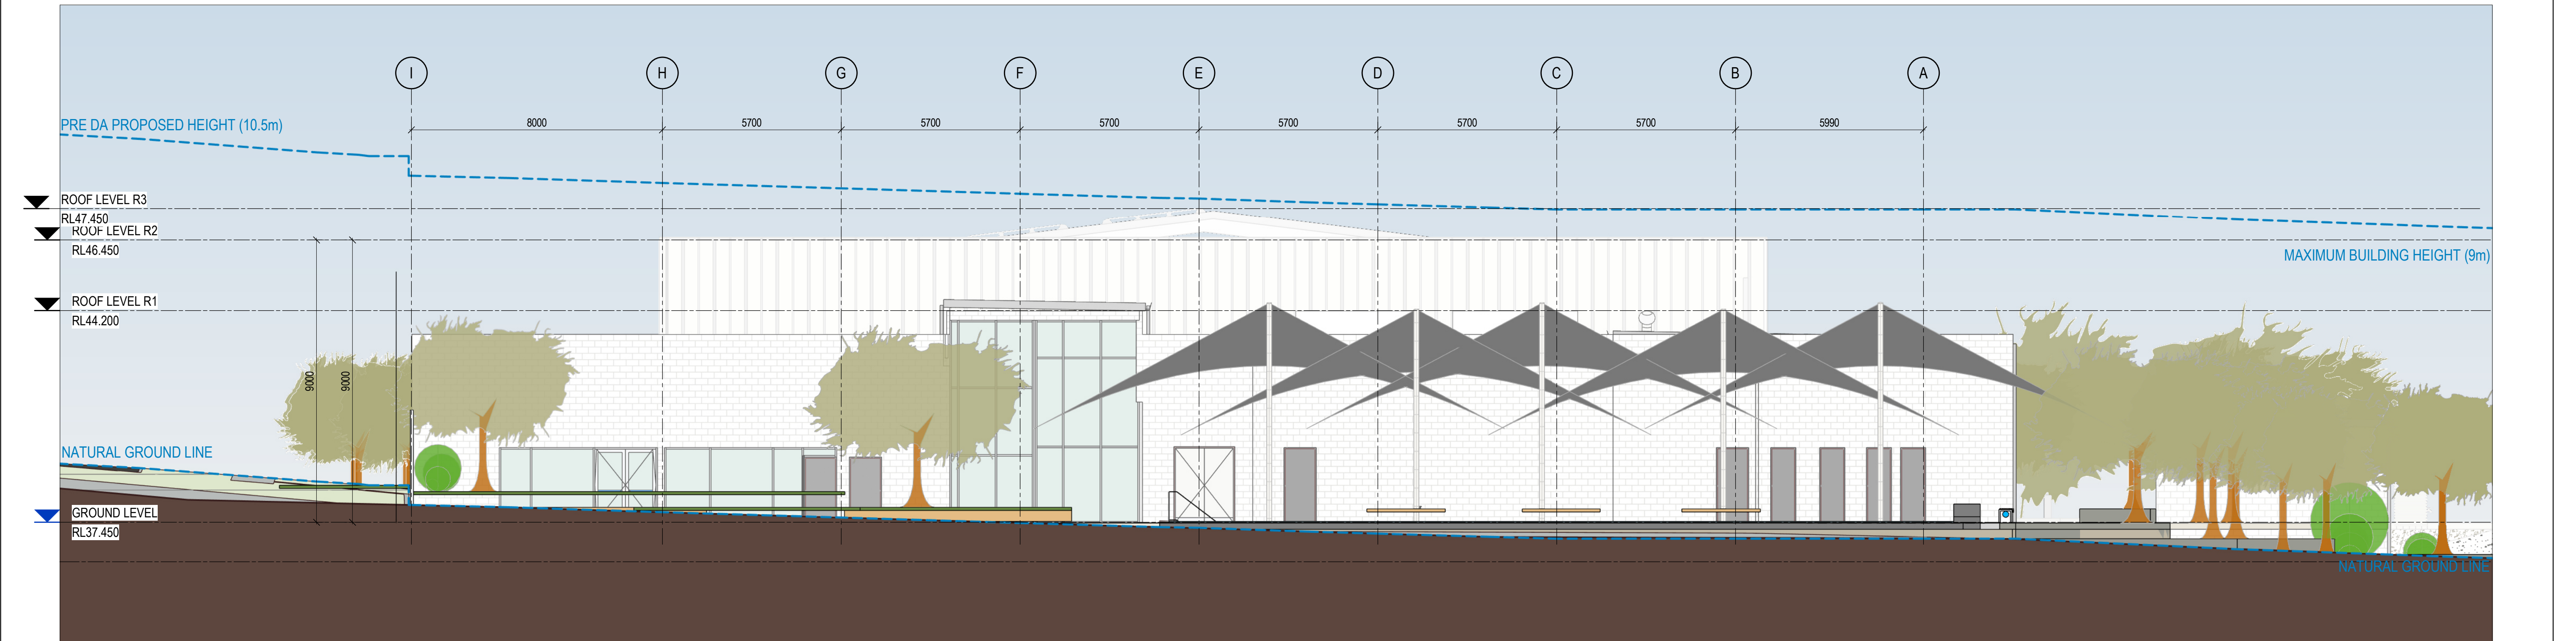 I H G F E D C B A
8000 5700 5700 5700 5700 5700 5700 5990
PRE DA PROPOSED HEIGHT (10.5m)
ROOF LEVEL R3
RL47.450
ROOF LEVEL R2
RL46.450
MAXIMUM BUILDING HEIGHT (9m)
ROOF LEVEL R1
RL44.200
9000 9000
NATURAL GROUND LINE
GROUND LEVEL
RL37.450
NATURAL GROUND LINE